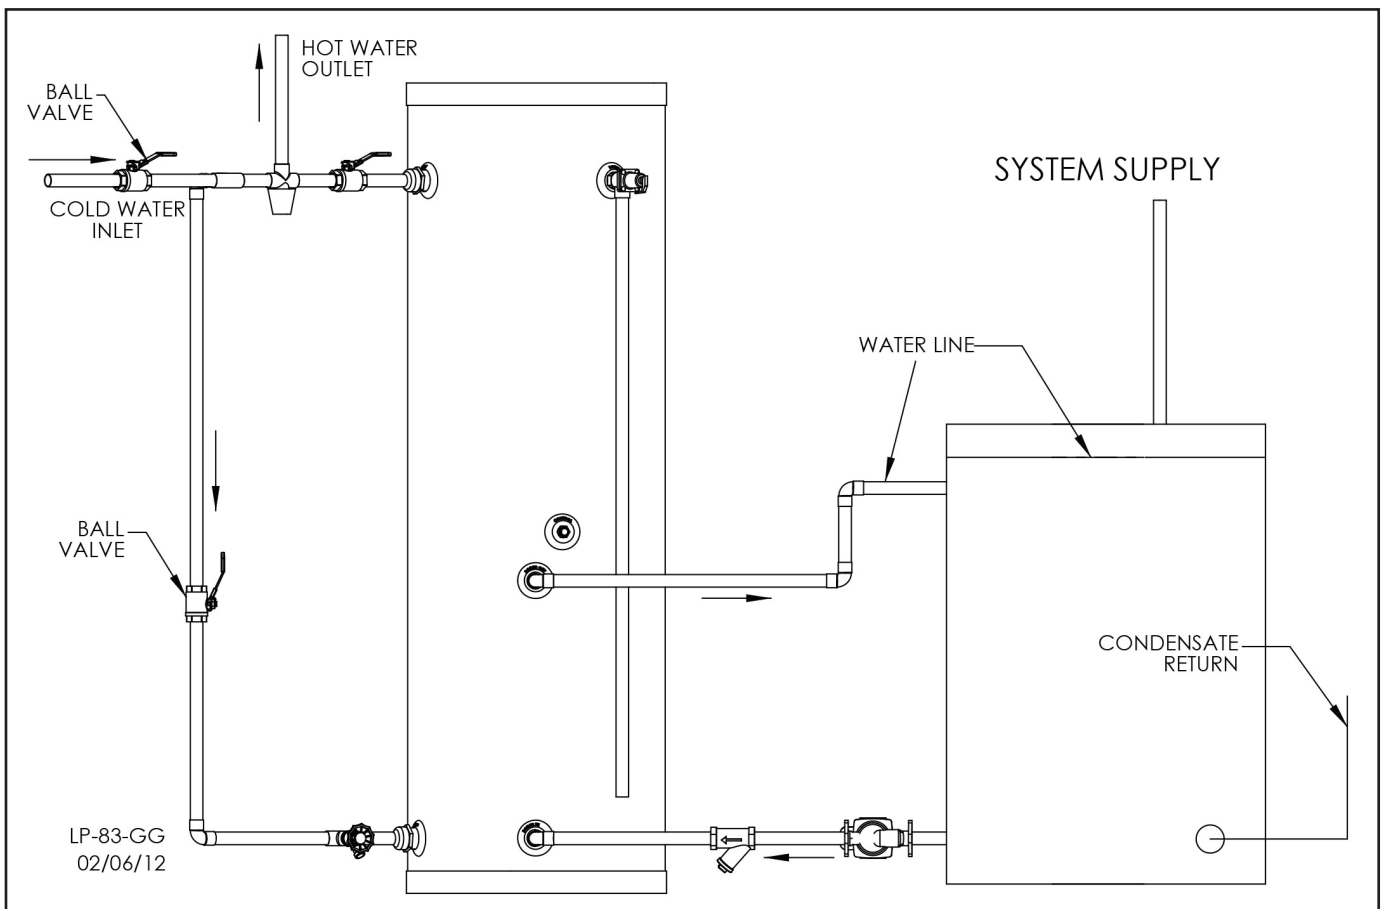 HOT WATER
OUTLET
BALL
VALVE
COLD WATER
INLET
SYSTEM SUPPLY
WATER LINE
BALL
VALVE
CONDENSATE
RETURN
LP-83-GG
02/06/12